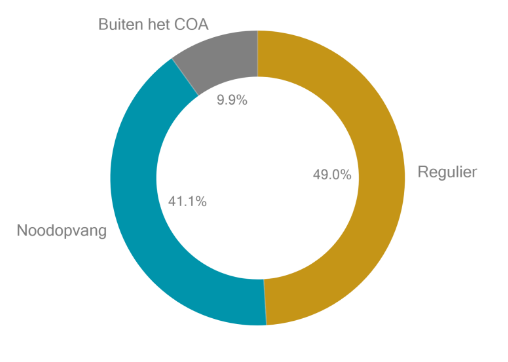 Buiten het COA
9.9%
49.0%
Regulier
41.1%
Noodopvang